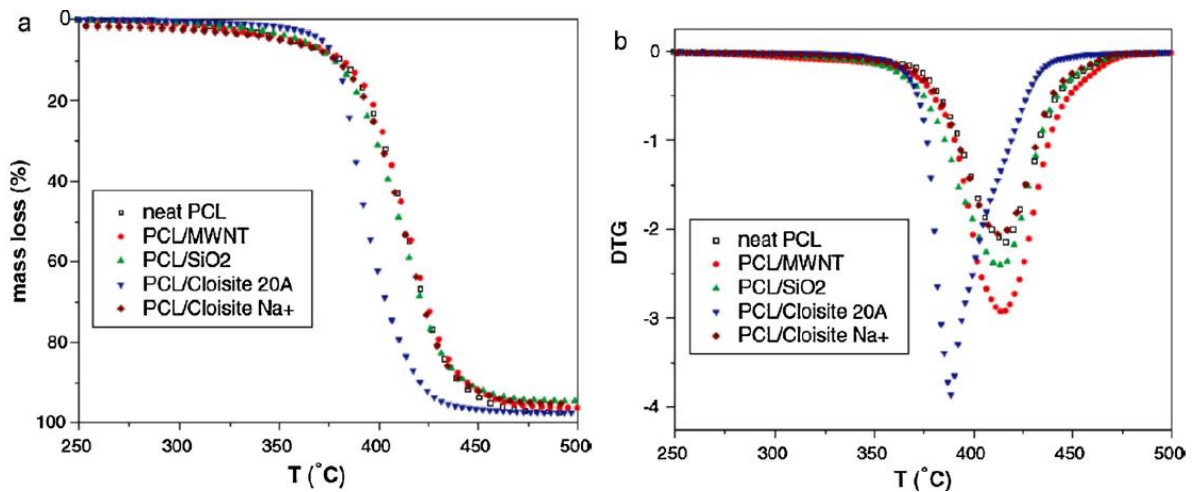 a
0
20
40
60
80
100
mass loss (%)
neat PCL
PCL/MWNT
PCL/SiO2
PCL/Cloisite 20A
PCL/Cloisite Na+
250 300 350 400 450 500
T (°C)
b
0
-1
-2
-3
-4
DTG
neat PCL
PCL/MWNT
PCL/SiO2
PCL/Cloisite 20A
PCL/Cloisite Na+
250 300 350 400 450 500
T (°C)